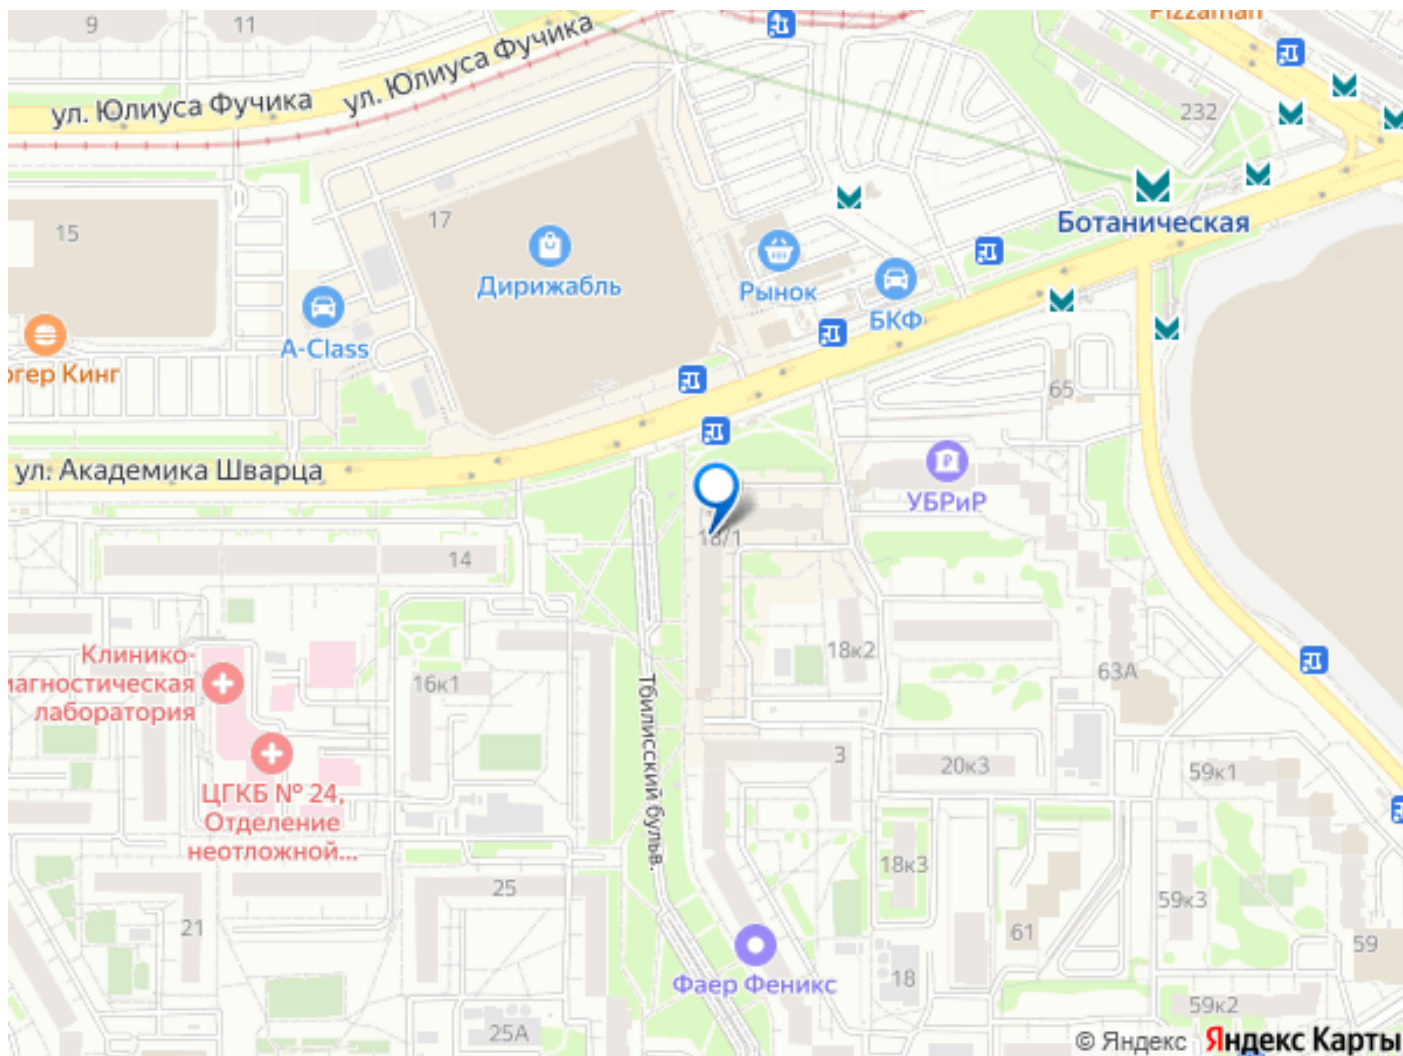 9
11
Pizzaman
ул. Юлиуса Фучика
ул. Юлиуса Фучика
232
15
17
Ботаническая
Дирижабль
Рынок
БКФ
A-Class
ргер Кинг
65
ул. Академика Шварца
УБРиР
18/1
14
Клинико-
иагностическая
лаборатория
16к1
18к2
63А
Тбилисский бульв.
3
20к3
59к1
ЦГКБ № 24,
Отделение
неотложной...
18к3
25
59к3
21
61
59
Фаер Феникс
18
59к2
25А
© Яндекс Яндекс Карты